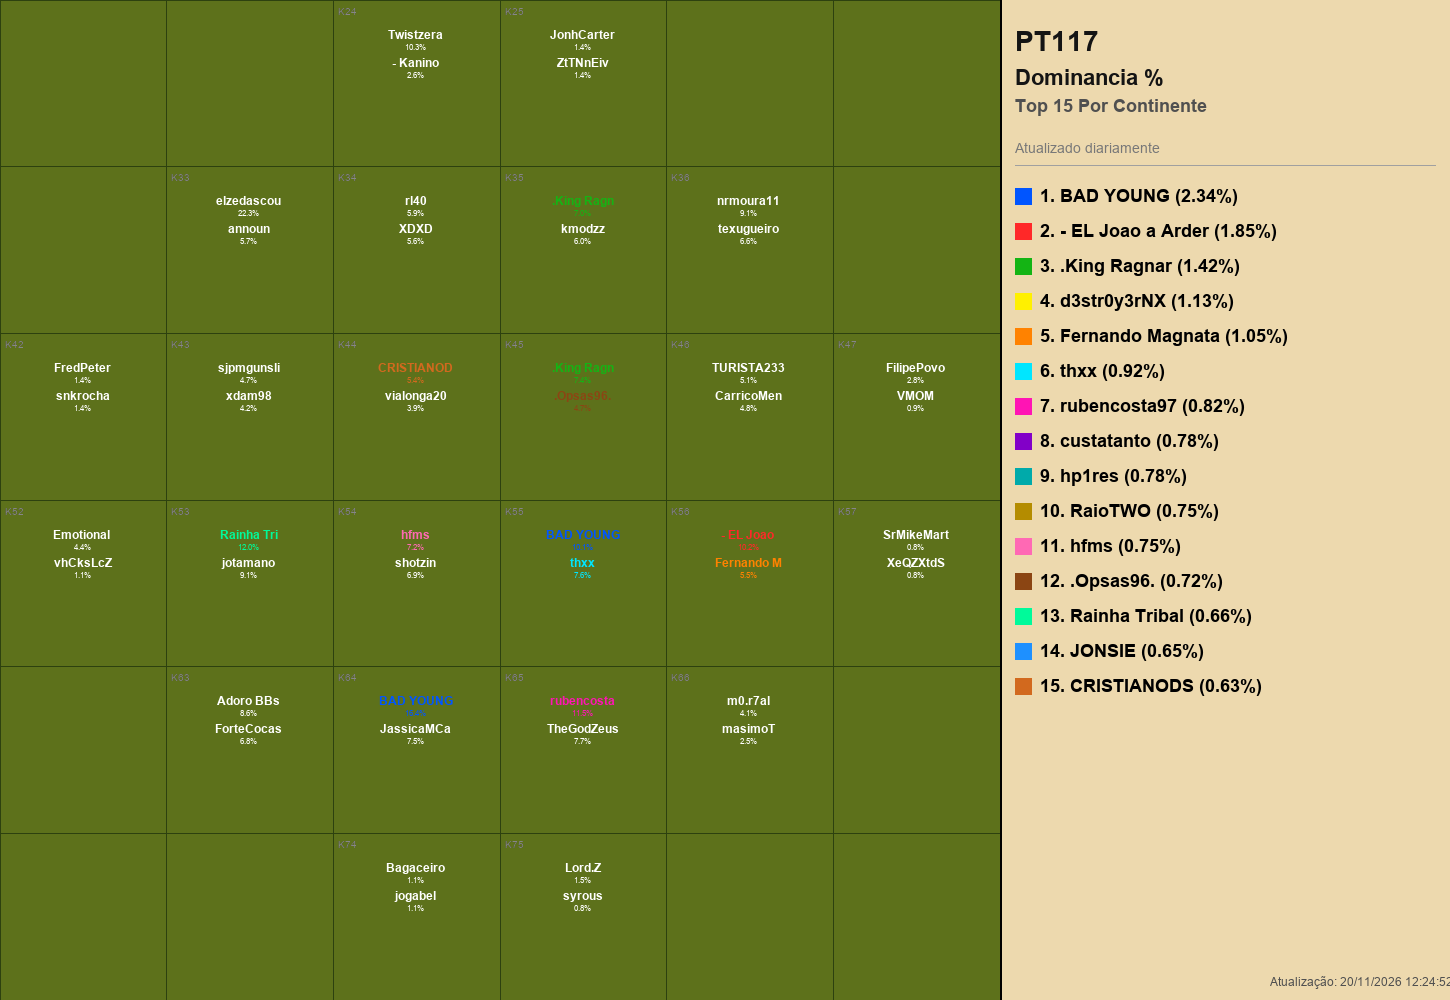 K24
Twistzera
10.3%
- Kanino
2.6%
K25
JonhCarter
1.4%
ZtTNnEiv
1.4%
K33
elzedascou
22.3%
announ
5.7%
K34
rl40
5.9%
XDXD
5.6%
K35
.King Ragn
kmodzz
6.0%
K36
nrmoura11
9.1%
texugueiro
6.6%
K42
FredPeter
1.4%
snkrocha
1.4%
K43
sjpmgunsli
4.7%
xdam98
4.2%
K44
CRISTIANOD
5.4%
vialonga20
3.9%
K45
.King Ragn
7.4%
.Opsas96.
K46
TURISTA233
5.1%
CarricoMen
4.8%
K47
FilipePovo
2.8%
VMOM
0.9%
K52
Emotional
4.4%
vhCksLcZ
1.1%
K53
Rainha Tri
12.0%
jotamano
9.1%
K54
hfms
7.2%
shotzin
6.9%
K55
BAD YOUNG
thxx
7.6%
K56
- EL Joao
Fernando M
5.5%
K57
SrMikeMart
0.8%
XeQZXtdS
0.8%
K63
Adoro BBs
8.6%
ForteCocas
6.8%
K64
BAD YOUNG
JassicaMCa
7.5%
K65
rubencosta
TheGodZeus
7.7%
K66
m0.r7al
4.1%
masimoT
2.5%
K74
Bagaceiro
1.1%
jogabel
1.1%
K75
Lord.Z
1.5%
syrous
0.8%
PT117
Dominancia %
Top 15 Por Continente
Atualizado diariamente
1. BAD YOUNG (2.34%)
2. - EL Joao a Arder (1.85%)
3. .King Ragnar (1.42%)
4. d3str0y3rNX (1.13%)
5. Fernando Magnata (1.05%)
6. thxx (0.92%)
7. rubencosta97 (0.82%)
8. custatanto (0.78%)
9. hp1res (0.78%)
10. RaioTWO (0.75%)
11. hfms (0.75%)
12. .Opsas96. (0.72%)
13. Rainha Tribal (0.66%)
14. JONSIE (0.65%)
15. CRISTIANODS (0.63%)
Atualização: 20/11/2026 12:24:52